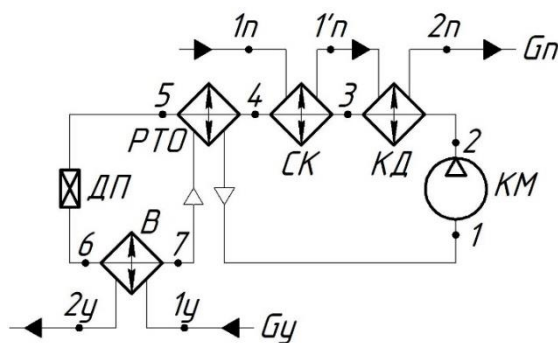 1п 1'п 2п Gп
5 4 3
РТО СК КД 2
ДП КМ
В 1
6 7
2у 1у Gу